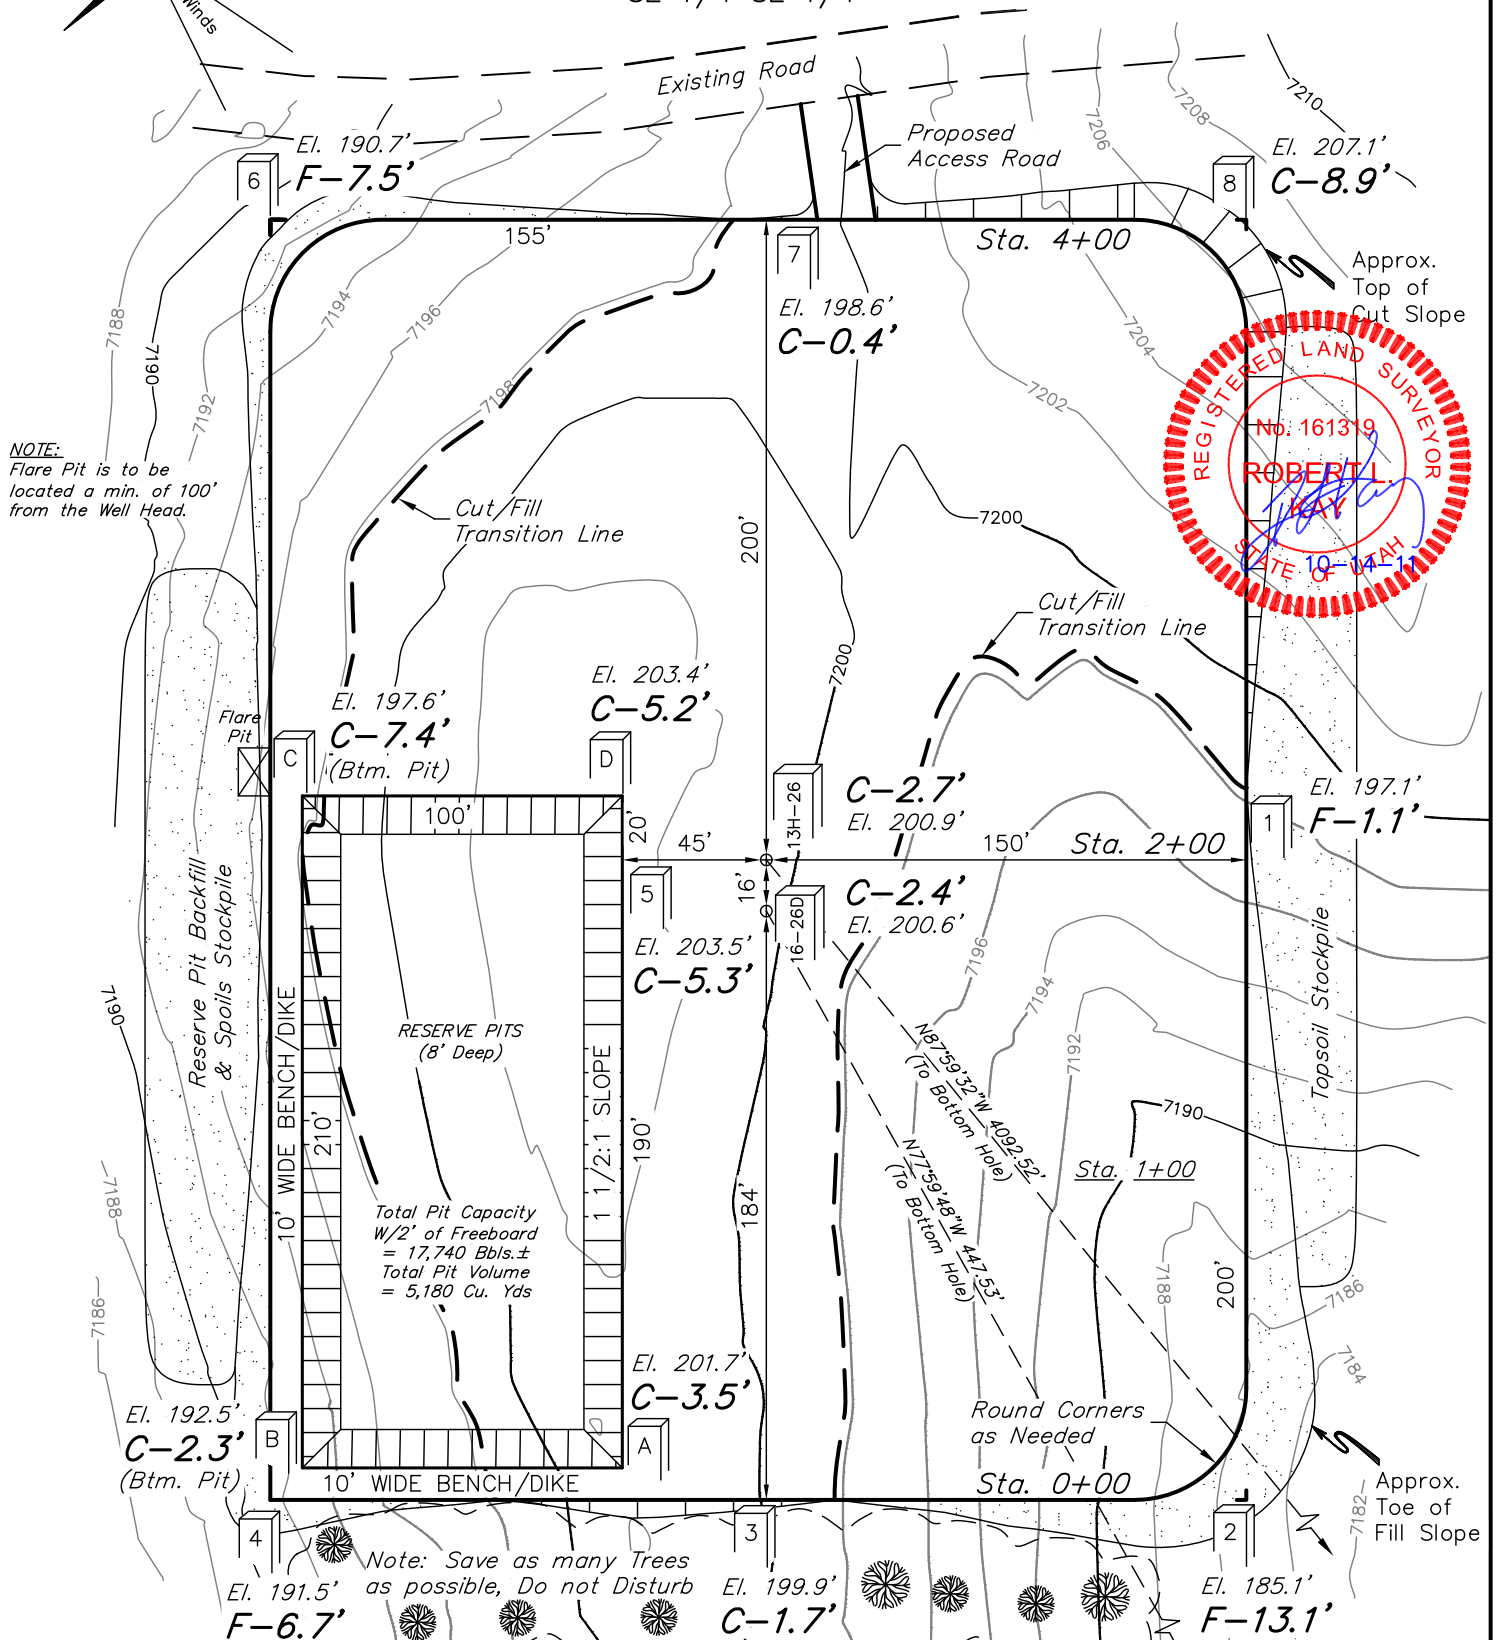 Winds
Existing Road
7210
7208
7206
El. 190.7'
F-7.5'
6
Proposed
Access Road
El. 207.1'
C-8.9'
8
155'
Sta. 4+00
7
El. 198.6'
C-0.4'
Approx.
Top of
Cut Slope
7188
7190
7192
7194
7196
7198
7204
7202
REGISTERED LAND SURVEYOR
No. 161319
ROBERT L.
KAY
STATE OF UTAH
10-14-11
NOTE:
Flare Pit is to be
located a min. of 100'
from the Well Head.
Cut/Fill
Transition Line
200'
7200
Cut/Fill
Transition Line
7200
El. 203.4'
C-5.2'
El. 197.6'
C-7.4'
(Btm. Pit)
Flare
Pit
C
D
100'
20'
45'
13H-26
C-2.7'
El. 200.9'
150'
Sta. 2+00
1
El. 197.1'
F-1.1'
5
16'
16-26D
C-2.4'
El. 200.6'
El. 203.5'
C-5.3'
Reserve Pit Backfill
& Spoils Stockpile
Topsoil Stockpile
7196
7194
7192
7190
7190
10' WIDE BENCH/DIKE
RESERVE PITS
(8' Deep)
1 1/2:1 SLOPE
210'
190'
N87°59'32"W 4092.52'
(To Bottom Hole)
N77°59'48"W 447.53'
(To Bottom Hole)
Sta. 1+00
184'
Total Pit Capacity
W/2' of Freeboard
= 17,740 Bbls.±
Total Pit Volume
= 5,180 Cu. Yds
7188
7186
7188
7186
7184
7182
200'
El. 201.7'
C-3.5'
A
El. 192.5'
C-2.3'
(Btm. Pit)
B
10' WIDE BENCH/DIKE
Round Corners
as Needed
Sta. 0+00
Approx.
Toe of
Fill Slope
4
3
2
Note: Save as many Trees
as possible, Do not Disturb
El. 191.5'
F-6.7'
El. 199.9'
C-1.7'
El. 185.1'
F-13.1'